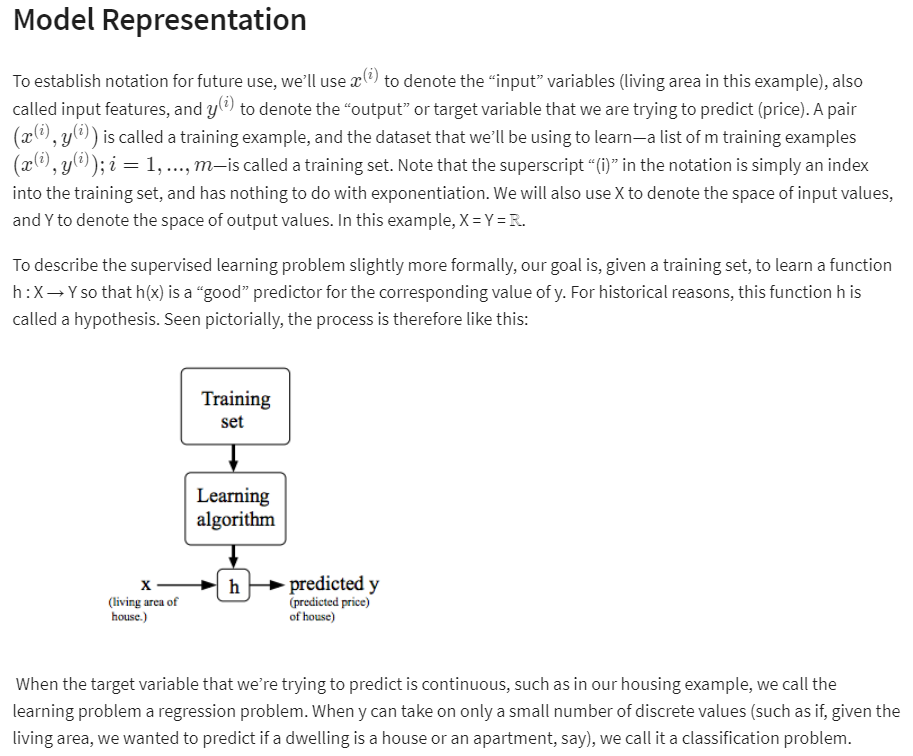 Model Representation
To establish notation for future use, we’ll use x⁽ⁱ⁾ to denote the “input” variables (living area in this example), also
called input features, and y⁽ⁱ⁾ to denote the “output” or target variable that we are trying to predict (price). A pair
(x⁽ⁱ⁾, y⁽ⁱ⁾) is called a training example, and the dataset that we’ll be using to learn—a list of m training examples
(x⁽ⁱ⁾, y⁽ⁱ⁾); i = 1, ..., m—is called a training set. Note that the superscript “(i)” in the notation is simply an index
into the training set, and has nothing to do with exponentiation. We will also use X to denote the space of input values,
and Y to denote the space of output values. In this example, X = Y = ℝ.
To describe the supervised learning problem slightly more formally, our goal is, given a training set, to learn a function
h : X → Y so that h(x) is a “good” predictor for the corresponding value of y. For historical reasons, this function h is
called a hypothesis. Seen pictorially, the process is therefore like this:
Training
set
Learning
algorithm
x
(living area of
house.)
h
predicted y
(predicted price)
of house)
When the target variable that we’re trying to predict is continuous, such as in our housing example, we call the
learning problem a regression problem. When y can take on only a small number of discrete values (such as if, given the
living area, we wanted to predict if a dwelling is a house or an apartment, say), we call it a classification problem.